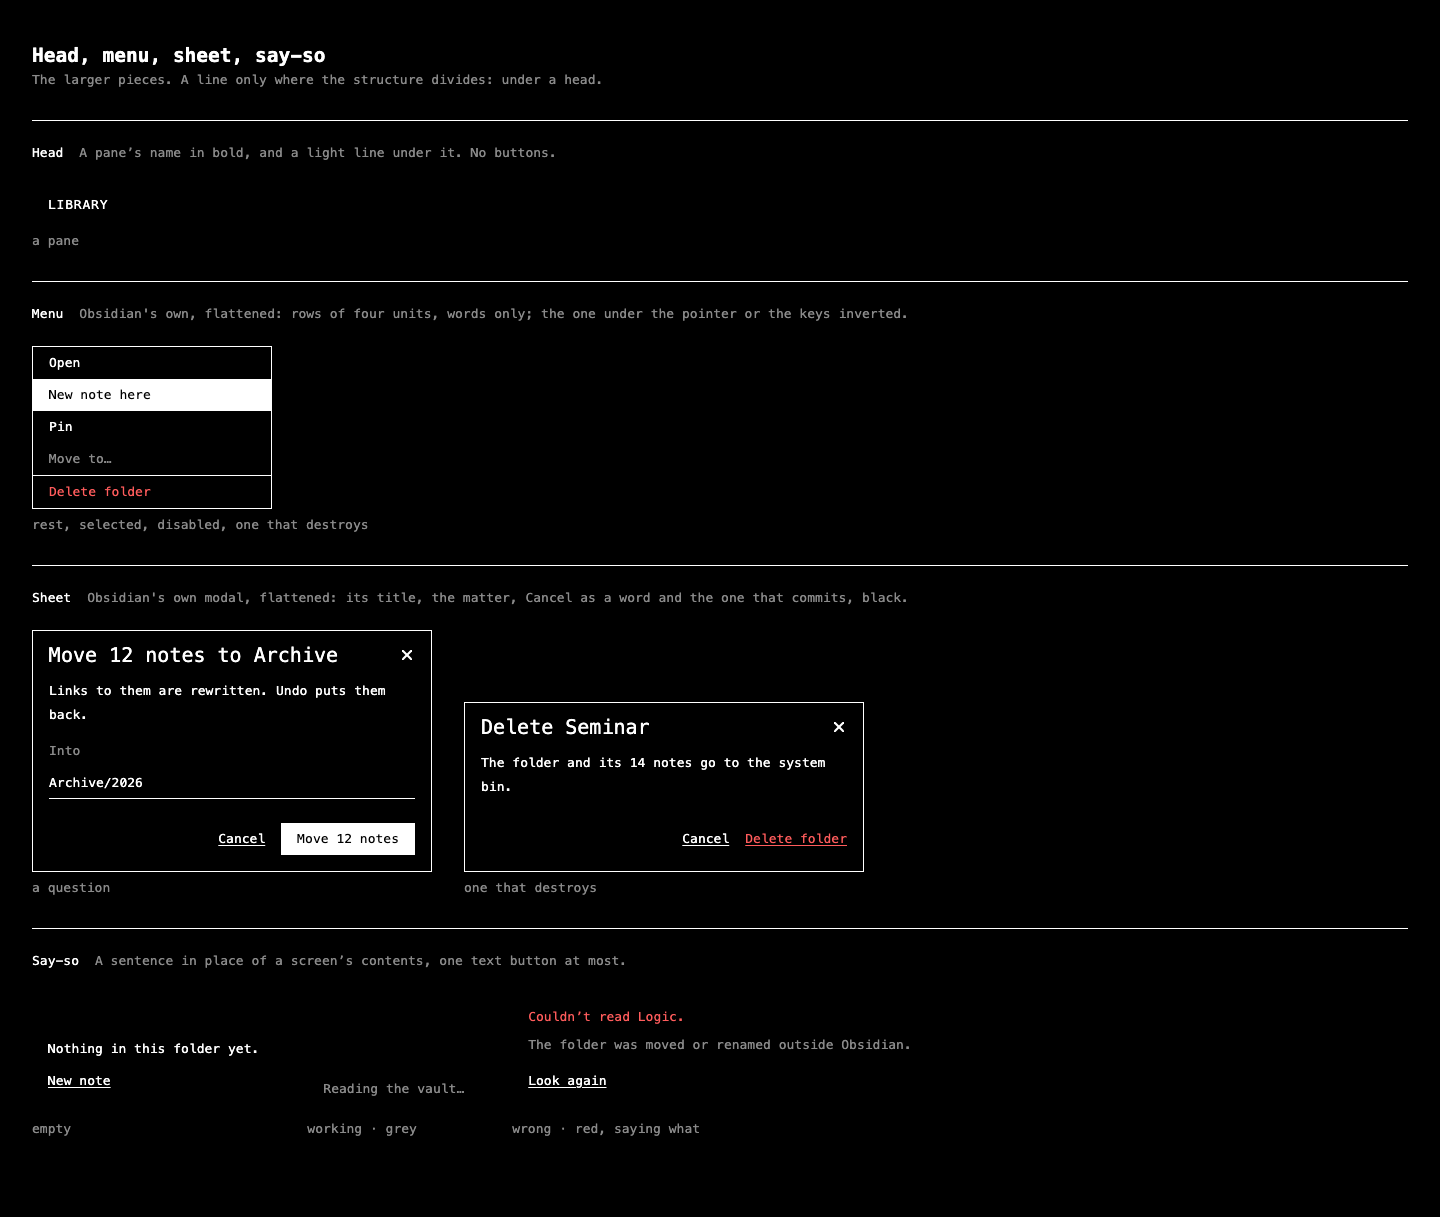 Head, menu, sheet, say-so
The larger pieces. A line only where the structure divides: under a head.
Head A pane’s name in bold, and a light line under it. No buttons.
LIBRARY
a pane
Menu Obsidian's own, flattened: rows of four units, words only; the one under the pointer or the keys inverted.
Open
New note here
Pin
Move to…
Delete folder
rest, selected, disabled, one that destroys
Sheet Obsidian's own modal, flattened: its title, the matter, Cancel as a word and the one that commits, black.
Move 12 notes to Archive ×
Links to them are rewritten. Undo puts them
back.
Into
Archive/2026
Cancel Move 12 notes
a question
Delete Seminar ×
The folder and its 14 notes go to the system
bin.
Cancel Delete folder
one that destroys
Say-so A sentence in place of a screen’s contents, one text button at most.
Nothing in this folder yet.
New note
empty
Reading the vault…
working · grey
Couldn’t read Logic.
The folder was moved or renamed outside Obsidian.
Look again
wrong · red, saying what